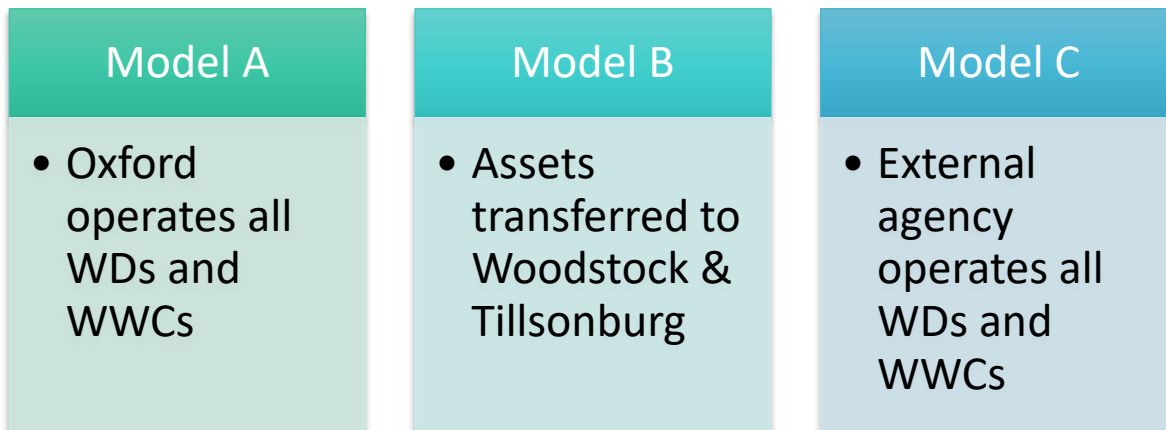 Model A
• Oxford
operates all
WDs and
WWCs
Model B
• Assets
transferred to
Woodstock &
Tillsonburg
Model C
• External
agency
operates all
WDs and
WWCs